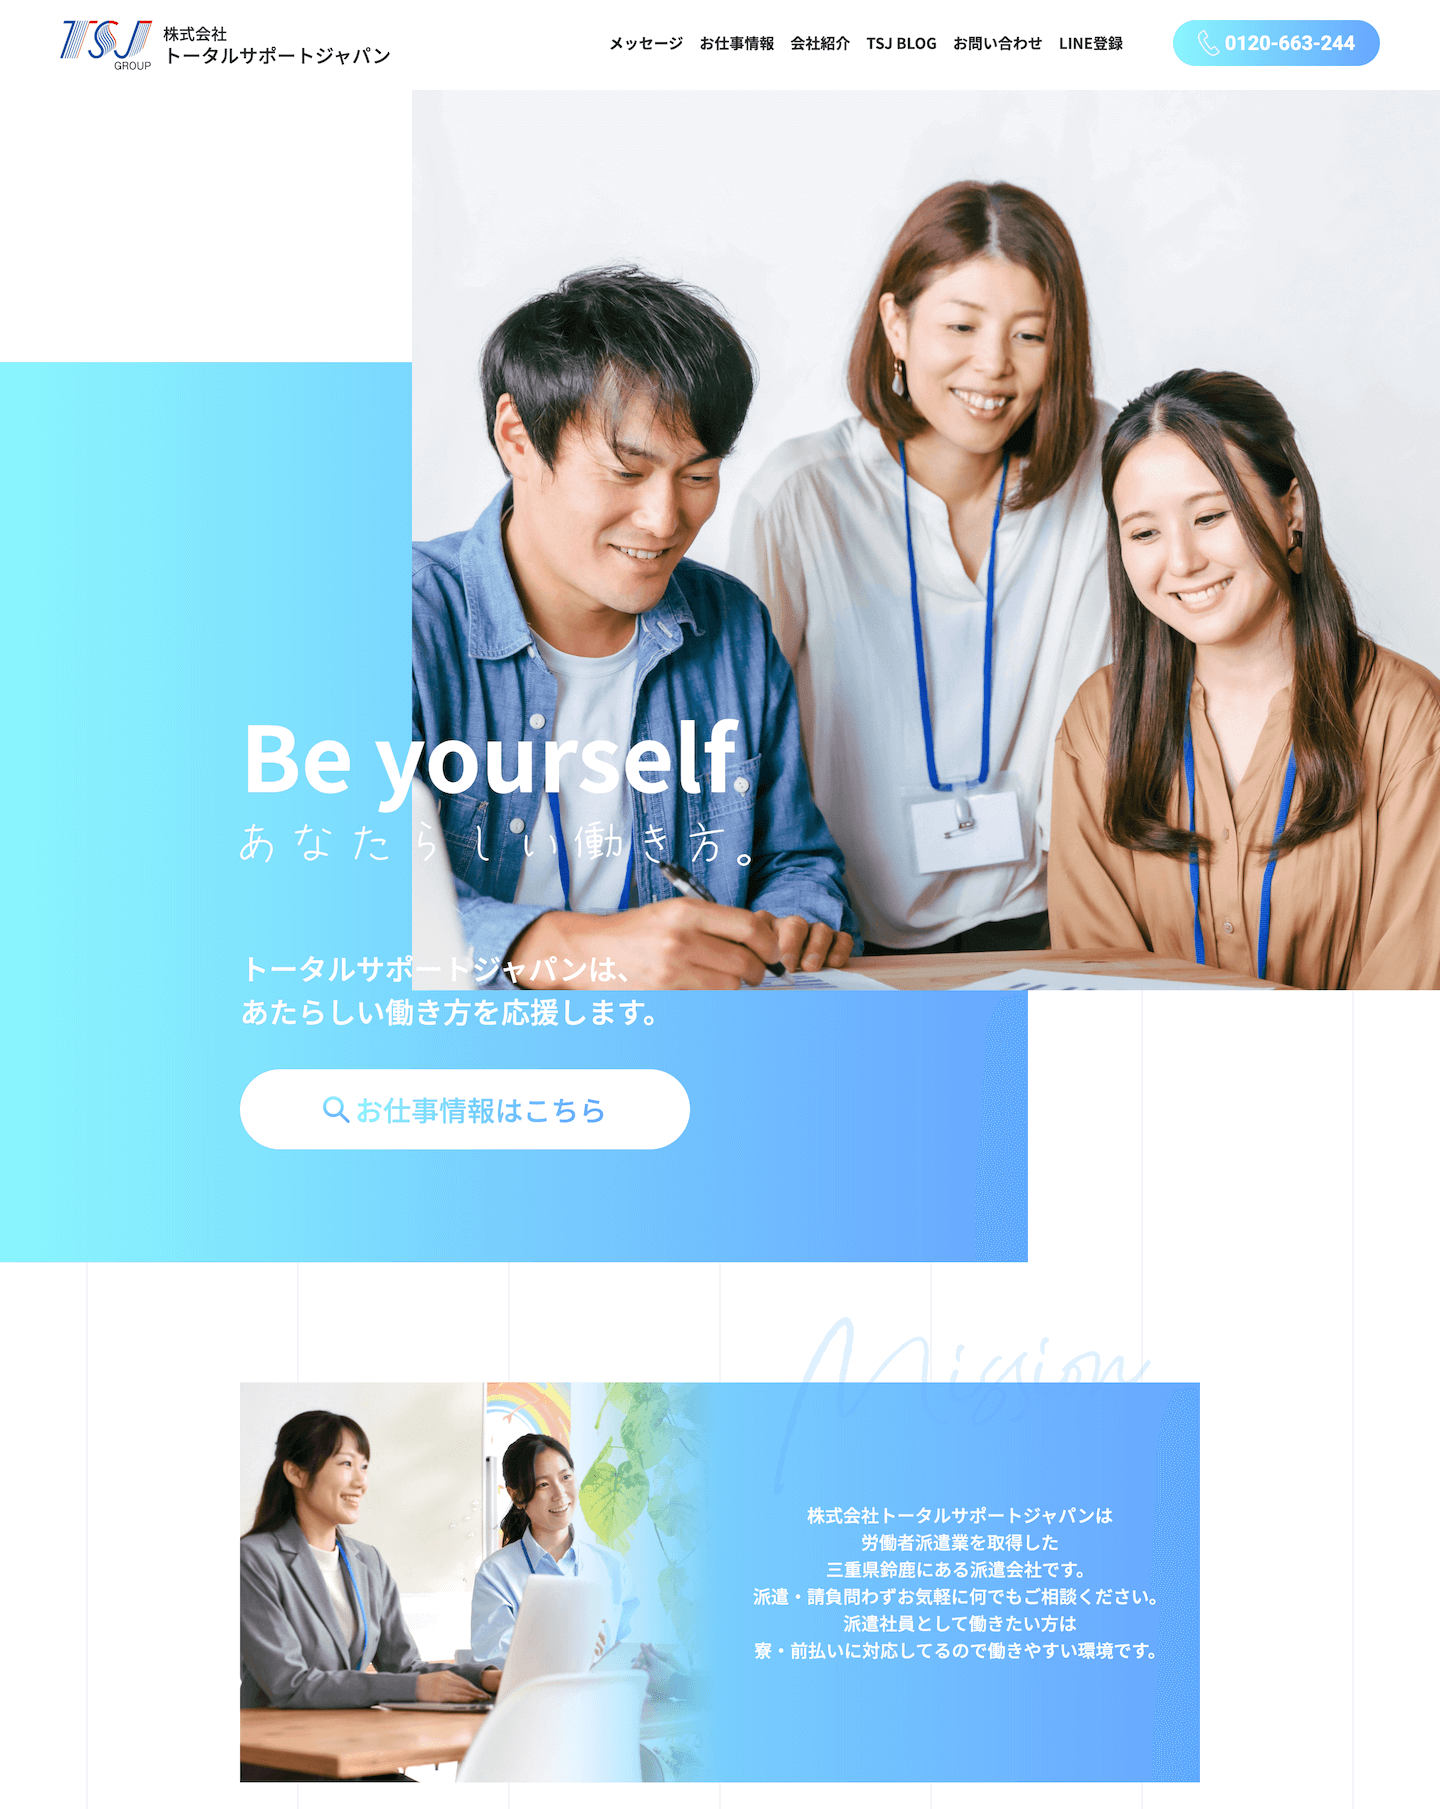 TSJ
GROUP
株式会社
トータルサポートジャパン
メッセージ お仕事情報 会社紹介 TSJ BLOG お問い合わせ LINE登録
0120-663-244
Be yourself
あなたらしい働き方。
トータルサポートジャパンは、
あたらしい働き方を応援します。
お仕事情報はこちら
Mission
株式会社トータルサポートジャパンは
労働者派遣業を取得した
三重県鈴鹿にある派遣会社です。
派遣・請負問わずお気軽に何でもご相談ください。
派遣社員として働きたい方は
寮・前払いに対応してるので働きやすい環境です。